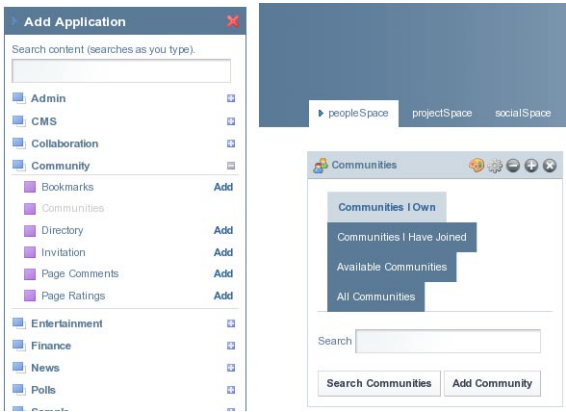 Add Application
Search content (searches as you type).
Admin
CMS
Collaboration
Community
Bookmarks Add
Communities
Directory Add
Invitation Add
Page Comments Add
Page Ratings Add
Entertainment
Finance
News
Polls
Sample
peopleSpace projectSpace socialSpace
Communities
Communities I Own
Communities I Have Joined
Available Communities
All Communities
Search
Search Communities Add Community